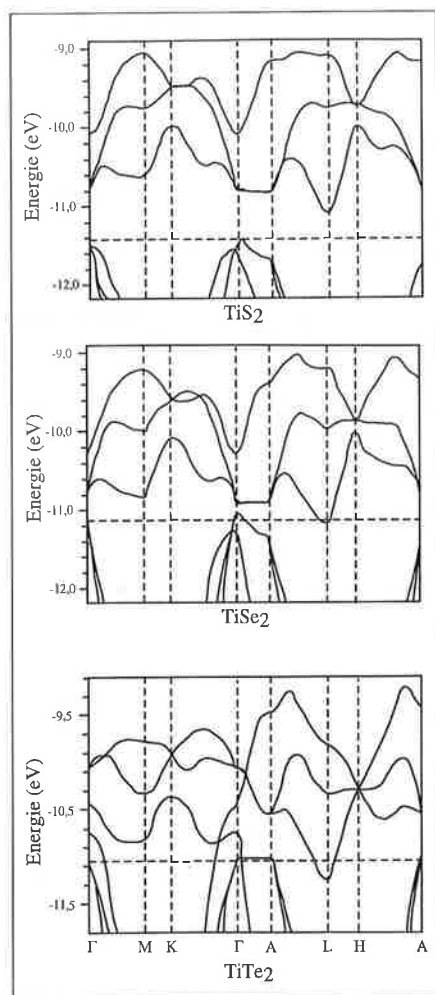 Energie (eV)
-9,0
-10,0
-11,0
-12,0
TiS2
Energie (eV)
-9,0
-10,0
-11,0
-12,0
TiSe2
Energie (eV)
-9,5
-10,5
-11,5
Γ M K Γ A L H A
TiTe2